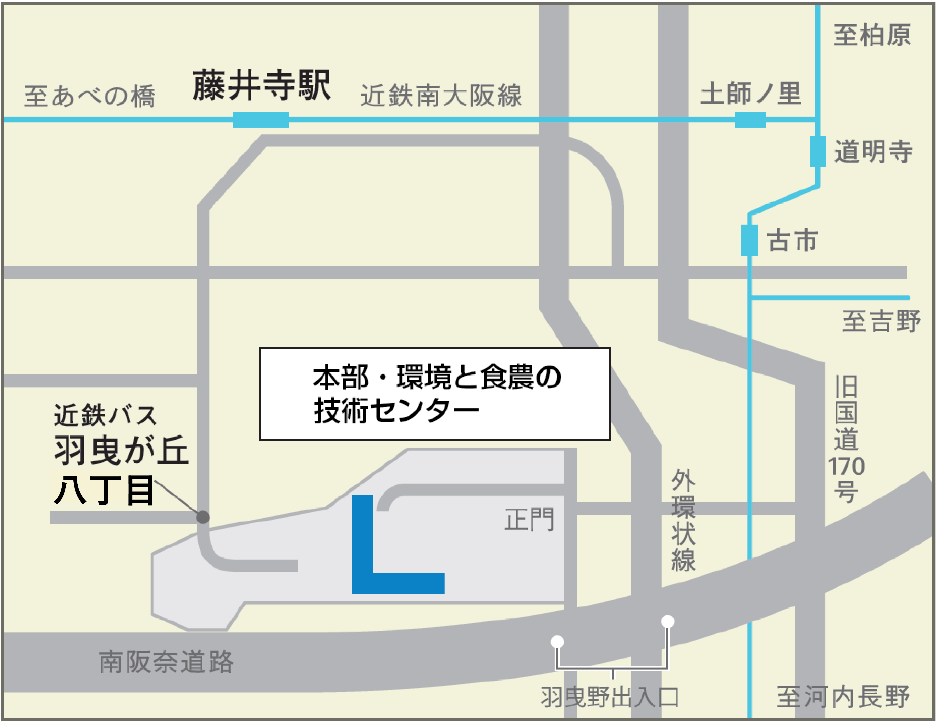 至柏原
藤井寺駅
至あべの橋
近鉄南大阪線
土師ノ里
道明寺
古市
至吉野
本部・環境と食農の
技術センター
旧国道170号
近鉄バス
羽曳が丘
八丁目
外環状線
正門
南阪奈道路
羽曳野出入口
至河内長野